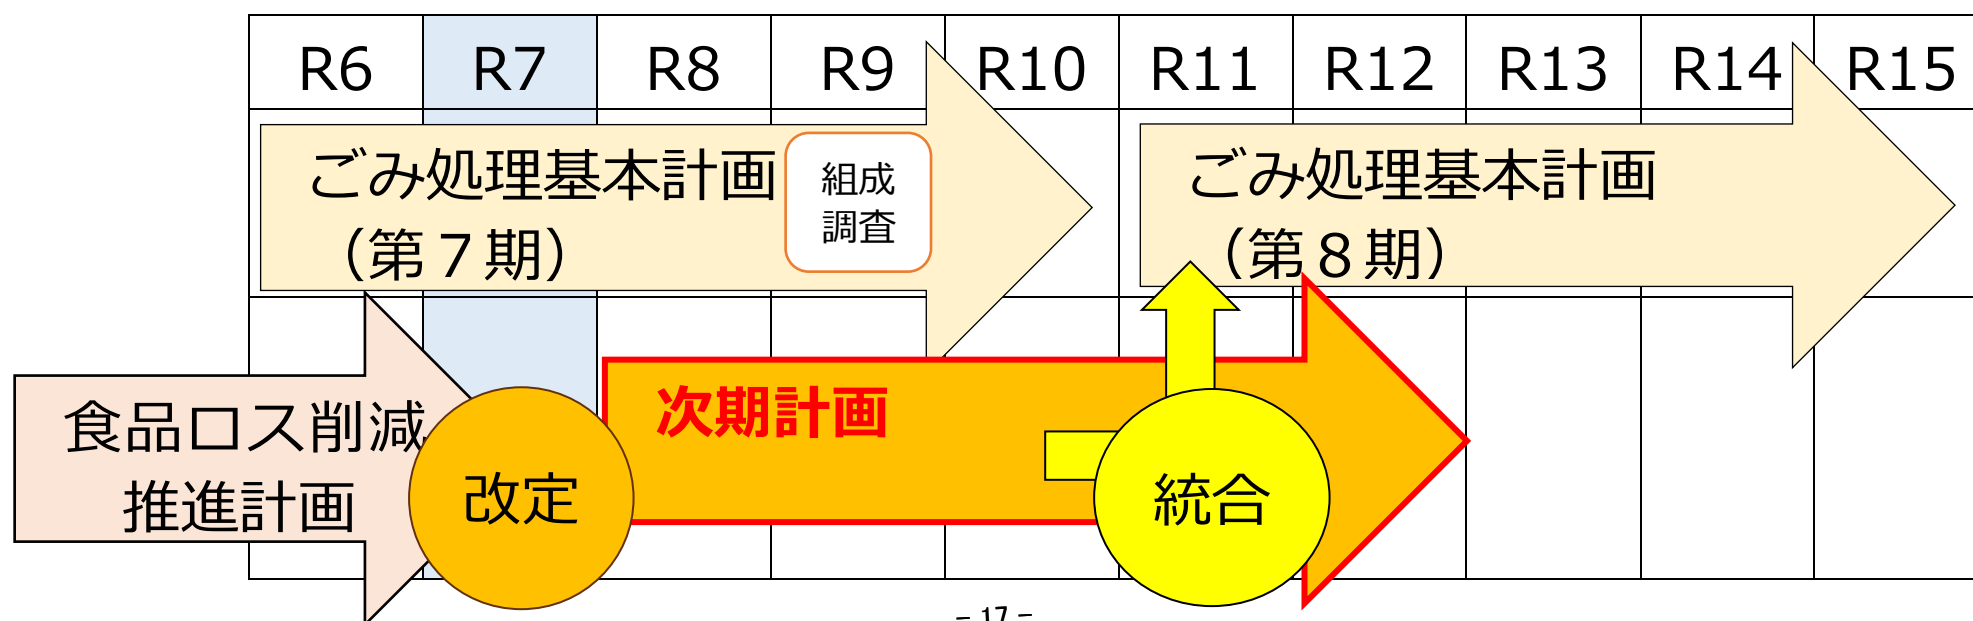 R6 R7 R8 R9 R10 R11 R12 R13 R14 R15
ごみ処理基本計画
（第７期）
組成
調査
ごみ処理基本計画
（第８期）
食品ロス削減
推進計画
改定
次期計画
統合
- 17 -